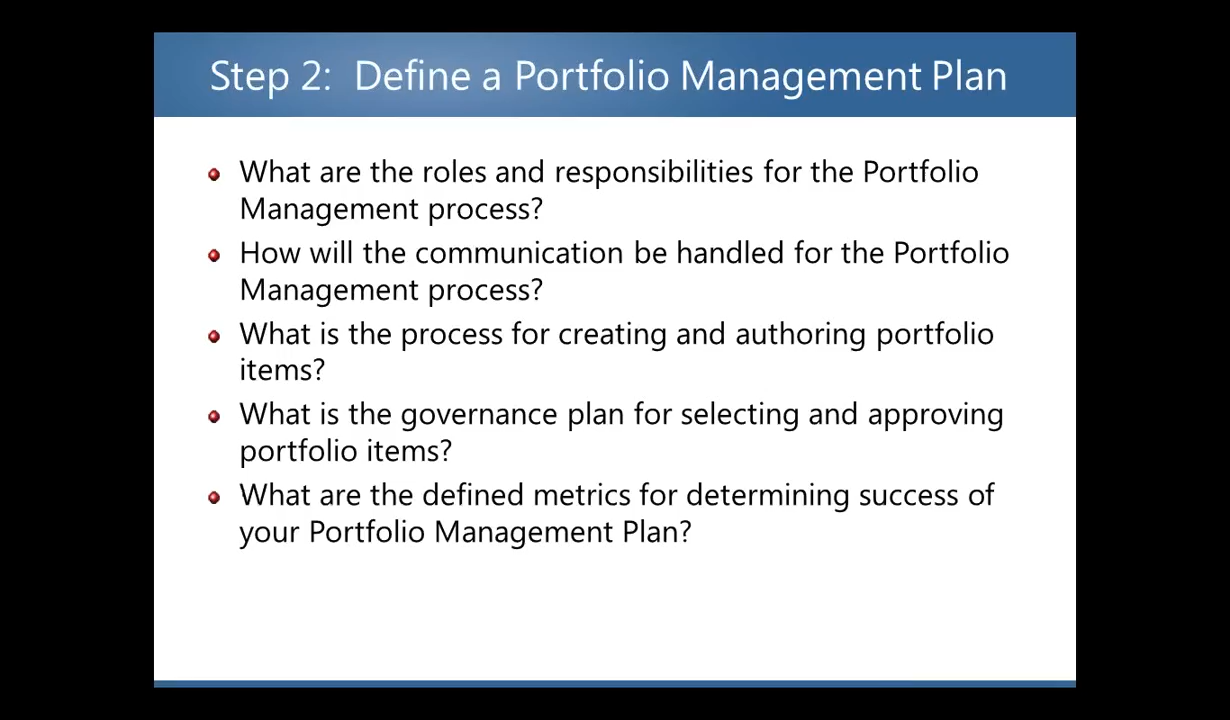 Step 2:  Define a Portfolio Management Plan
What are the roles and responsibilities for the Portfolio
Management process?
How will the communication be handled for the Portfolio
Management process?
What is the process for creating and authoring portfolio
items?
What is the governance plan for selecting and approving
portfolio items?
What are the defined metrics for determining success of
your Portfolio Management Plan?